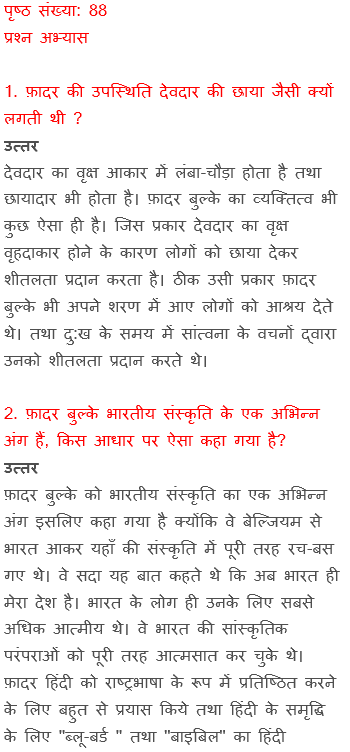 पृष्ठ संख्या: 88
प्रश्न अभ्यास
1. फ़ादर की उपस्थिति देवदार की छाया जैसी क्यों
लगती थी ?
उत्तर
देवदार का वृक्ष आकार में लंबा-चौड़ा होता है तथा
छायादार भी होता है। फ़ादर बुल्के का व्यक्तित्व भी
कुछ ऐसा ही है। जिस प्रकार देवदार का वृक्ष
वृहदाकार होने के कारण लोगों को छाया देकर
शीतलता प्रदान करता है। ठीक उसी प्रकार फ़ादर
बुल्के भी अपने शरण में आए लोगों को आश्रय देते
थे। तथा दु:ख के समय में सांत्वना के वचनों द्वारा
उनको शीतलता प्रदान करते थे।
2. फ़ादर बुल्के भारतीय संस्कृति के एक अभिन्न
अंग हैं, किस आधार पर ऐसा कहा गया है?
उत्तर
फ़ादर बुल्के को भारतीय संस्कृति का एक अभिन्न
अंग इसलिए कहा गया है क्योंकि वे बेल्जियम से
भारत आकर यहाँ की संस्कृति में पूरी तरह रच-बस
गए थे। वे सदा यह बात कहते थे कि अब भारत ही
मेरा देश है। भारत के लोग ही उनके लिए सबसे
अधिक आत्मीय थे। वे भारत की सांस्कृतिक
परंपराओं को पूरी तरह आत्मसात कर चुके थे।
फ़ादर हिंदी को राष्ट्रभाषा के रूप में प्रतिष्ठित करने
के लिए बहुत से प्रयास किये तथा हिंदी के समृद्धि
के लिए "ब्लू-बर्ड " तथा "बाइबिल" का हिंदी